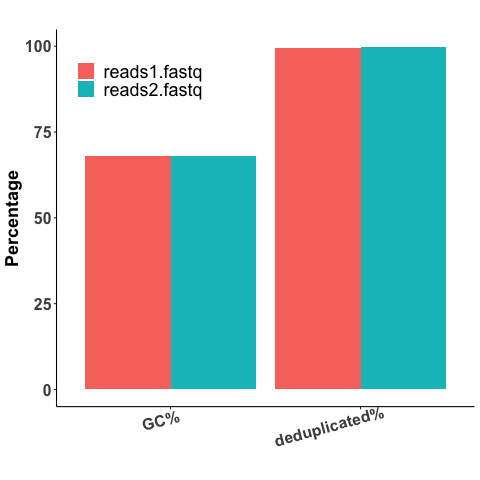 100
75
50
25
0
Percentage
reads1.fastq
reads2.fastq
GC%
deduplicated%